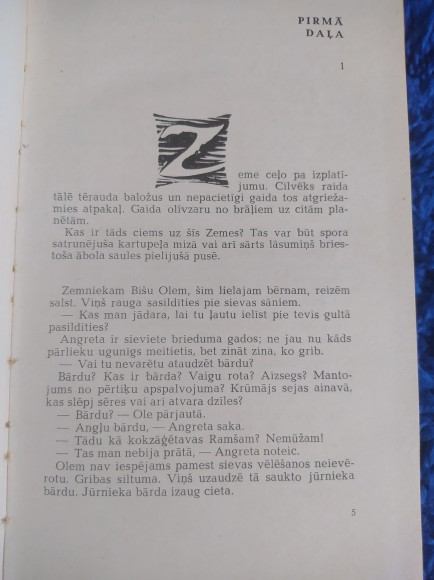 PIRMĀ
DAĻA
1
Zeme ceļo pa izplatī-
jumu. Cilvēks raida
tālē tērauda baložus un nepacietīgi gaida tos atgrieža-
mies atpakaļ. Gaida olīvzaru no brāļiem uz citām pla-
nētām.
Kas ir tāds ciems uz šīs Zemes? Tas var būt spora
satrunējuša kartupeļa mizā vai arī sārts lāsumiņš bries-
toša ābola saules pielijušā pusē.
Zemniekam Bišu Olem, šim lielajam bērnam, reizēm
salst. Viņš rauga sasildīties pie sievas sāniem.
— Kas man jādara, lai tu ļautu ielīst pie tevis gultā
pasildīties?
Angreta ir sieviete brieduma gados; ne jau nu kāds
pārlieku ugunīgs meitietis, bet zināt zina, ko grib.
— Vai tu nevarētu ataudzēt bārdu?
Bārdu? Kas ir bārda? Vaigu rota? Aizsegs? Manto-
jums no pērtiķu apspalvojuma? Krūmājs sejas ainavā,
kas slēpj sēres vai arī atvara dzīles?
— Bārdu? — Ole pārjautā.
— Angļu bārdu, — Angreta saka.
— Tādu kā kokzāģētavas Ramšam? Nemūžam!
— Tas man nebija prātā, — Angreta noteic.
Olem nav iespējams pamest sievas vēlēšanos neievē-
rotu. Gribas siltuma. Viņš uzaudzē tā saukto jūrnieka
bārdu. Jūrnieka bārda izaug cieta.
5